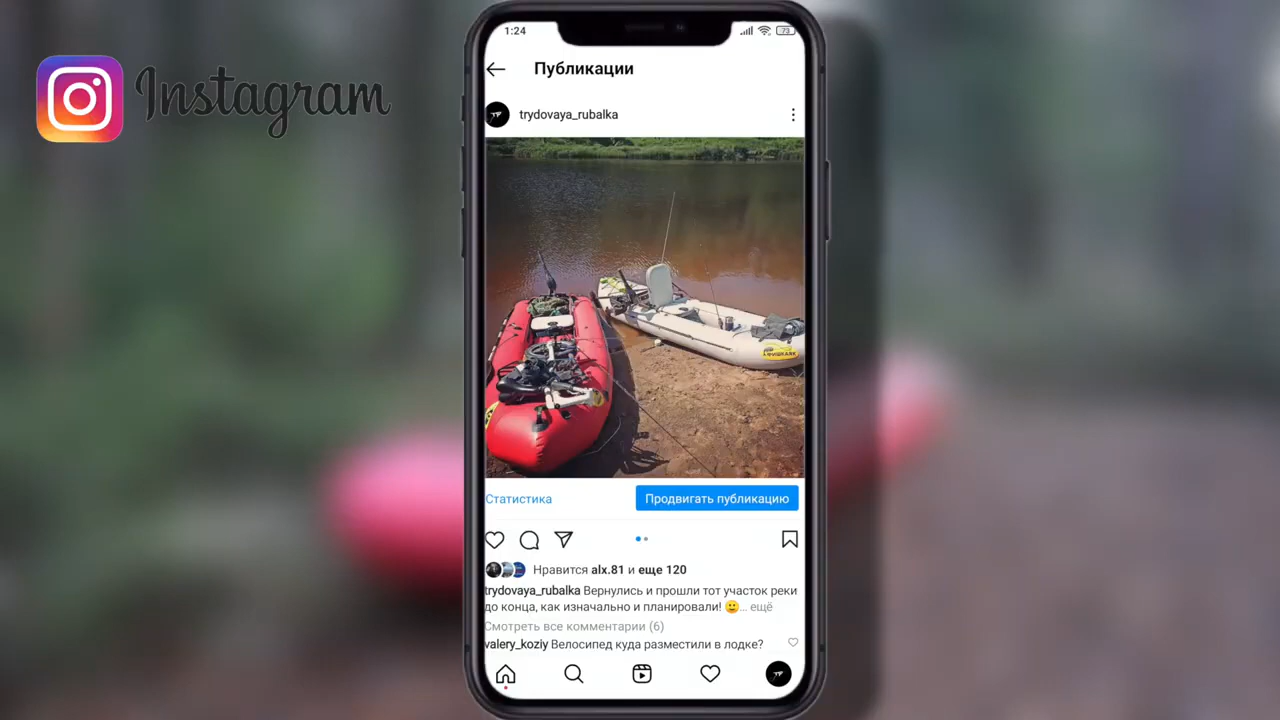 Instagram
1:24
73
Публикации
trydovaya_rubalka
Статистика
Продвигать публикацию
Нравится alx.81 и еще 120
trydovaya_rubalka Вернулись и прошли тот участок реки
до конца, как изначально и планировали! 🙂... ещё
Смотреть все комментарии (6)
valery_koziy Велосипед куда разместили в лодке?